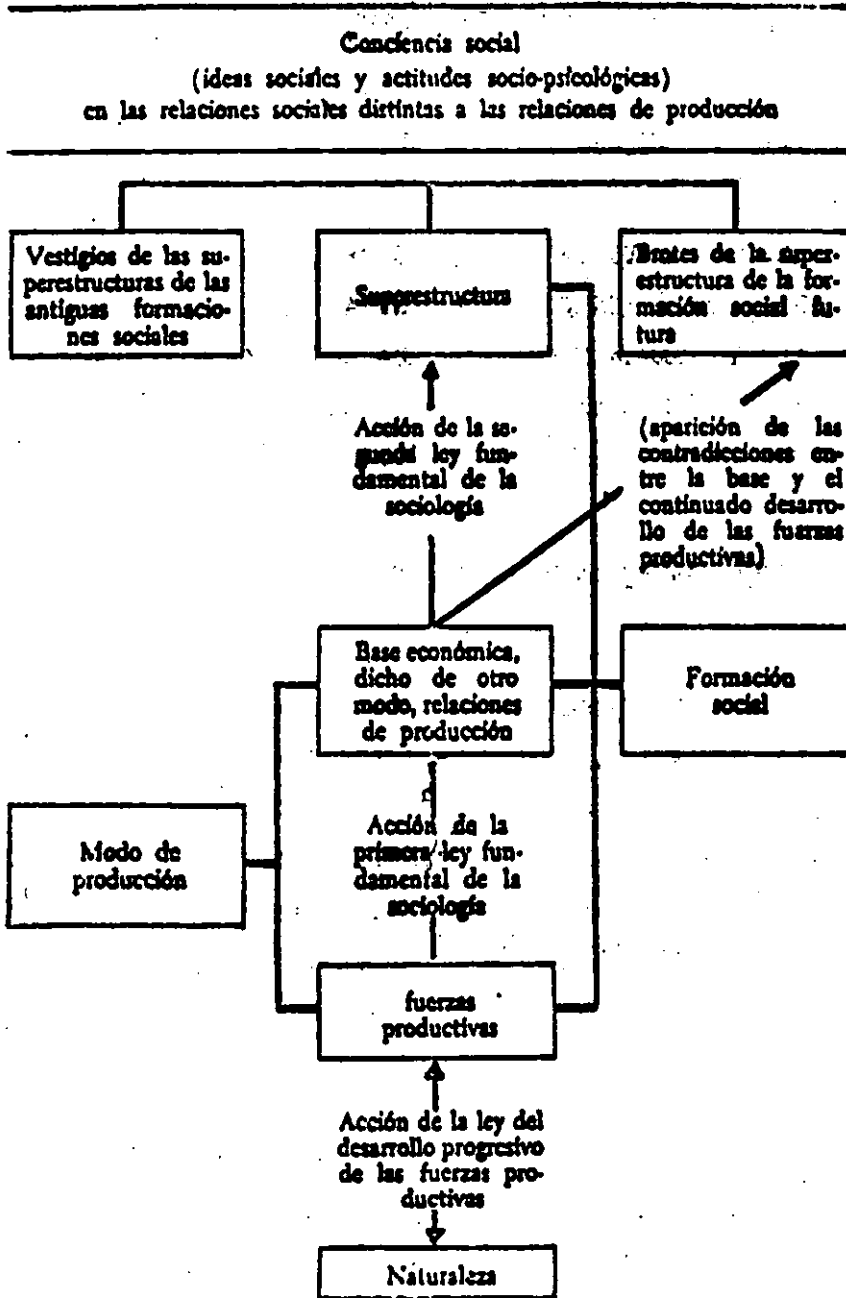 Conciencia social
(ideas sociales y actitudes socio-psicológicas)
en las relaciones sociales distintas a las relaciones de producción
Vestigios de las su-
perestructuras de las
antiguas formacio-
nes sociales
Superestructura
Brotes de la super-
estructura de la for-
mación social fu-
tura
Acción de la se-
gunda ley fun-
damental de la
sociología
(aparición de las
contradicciones en-
tre la base y el
continuado desarro-
llo de las fuerzas
productivas)
Base económica,
dicho de otro
modo, relaciones
de producción
Formación
social
Modo de
producción
Acción de la
primera ley fun-
damental de la
sociología
fuerzas
productivas
Acción de la ley del
desarrollo progresivo
de las fuerzas pro-
ductivas
Naturaleza